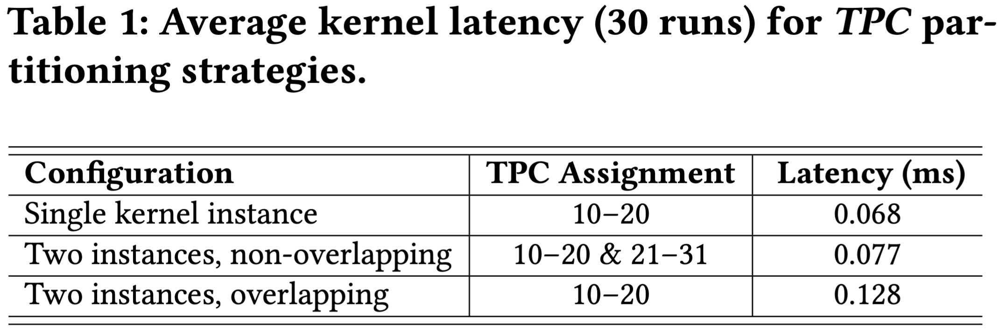 Table 1: Average kernel latency (30 runs) for TPC par-
titioning strategies.
Configuration TPC Assignment Latency (ms)
Single kernel instance 10–20 0.068
Two instances, non-overlapping 10–20 & 21–31 0.077
Two instances, overlapping 10–20 0.128